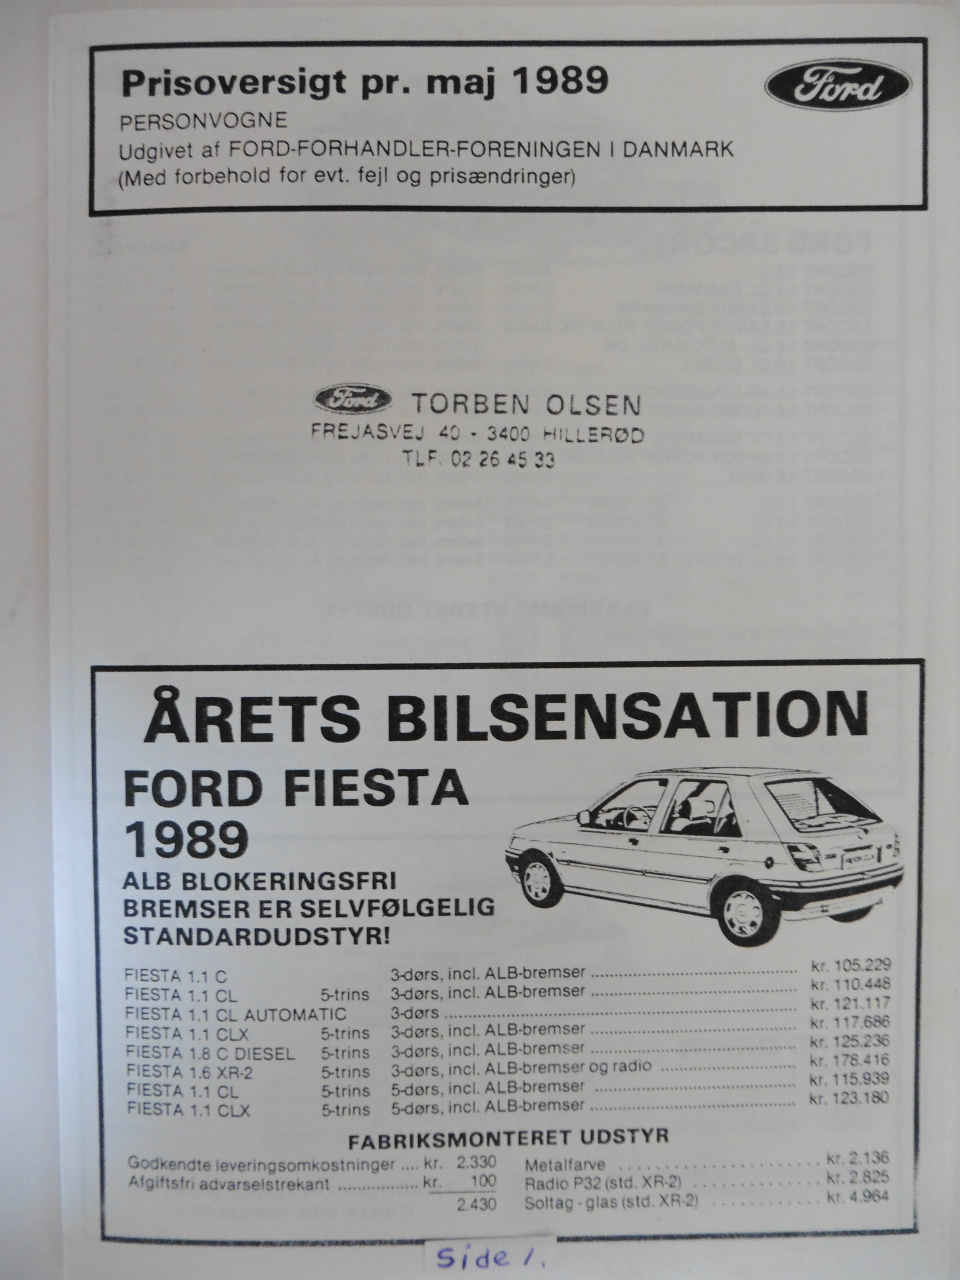 Prisoversigt pr. maj 1989
Ford
PERSONVOGNE
Udgivet af FORD-FORHANDLER-FORENINGEN I DANMARK
(Med forbehold for evt. fejl og prisændringer)
Ford TORBEN OLSEN
FREJASVEJ 40 - 3400 HILLERØD
TLF. 02 26 45 33
ÅRETS BILSENSATION
FORD FIESTA
1989
ALB BLOKERINGSFRI
BREMSER ER SELVFØLGELIG
STANDARDUDSTYR!
FIESTA 1.1 C 3-dørs, incl. ALB-bremser kr. 105.229
FIESTA 1.1 CL 5-trins 3-dørs, incl. ALB-bremser kr. 110.448
FIESTA 1.1 CL AUTOMATIC 3-dørs kr. 121.117
FIESTA 1.1 CLX 5-trins 3-dørs, incl. ALB-bremser kr. 117.686
FIESTA 1.8 C DIESEL 5-trins 3-dørs, incl. ALB-bremser kr. 125.236
FIESTA 1.6 XR-2 5-trins 3-dørs, incl. ALB-bremser og radio kr. 178.416
FIESTA 1.1 CL 5-trins 5-dørs, incl. ALB-bremser kr. 115.939
FIESTA 1.1 CLX 5-trins 5-dørs, incl. ALB-bremser kr. 123.180
FABRIKSMONTERET UDSTYR
Godkendte leveringsomkostninger .... kr. 2.330
Afgiftsfri advarselstrekant ................ kr. 100
2.430
Metalfarve kr. 2.136
Radio P32 (std. XR-2) kr. 2.825
Soltag - glas (std. XR-2) kr. 4.964
Side 1.